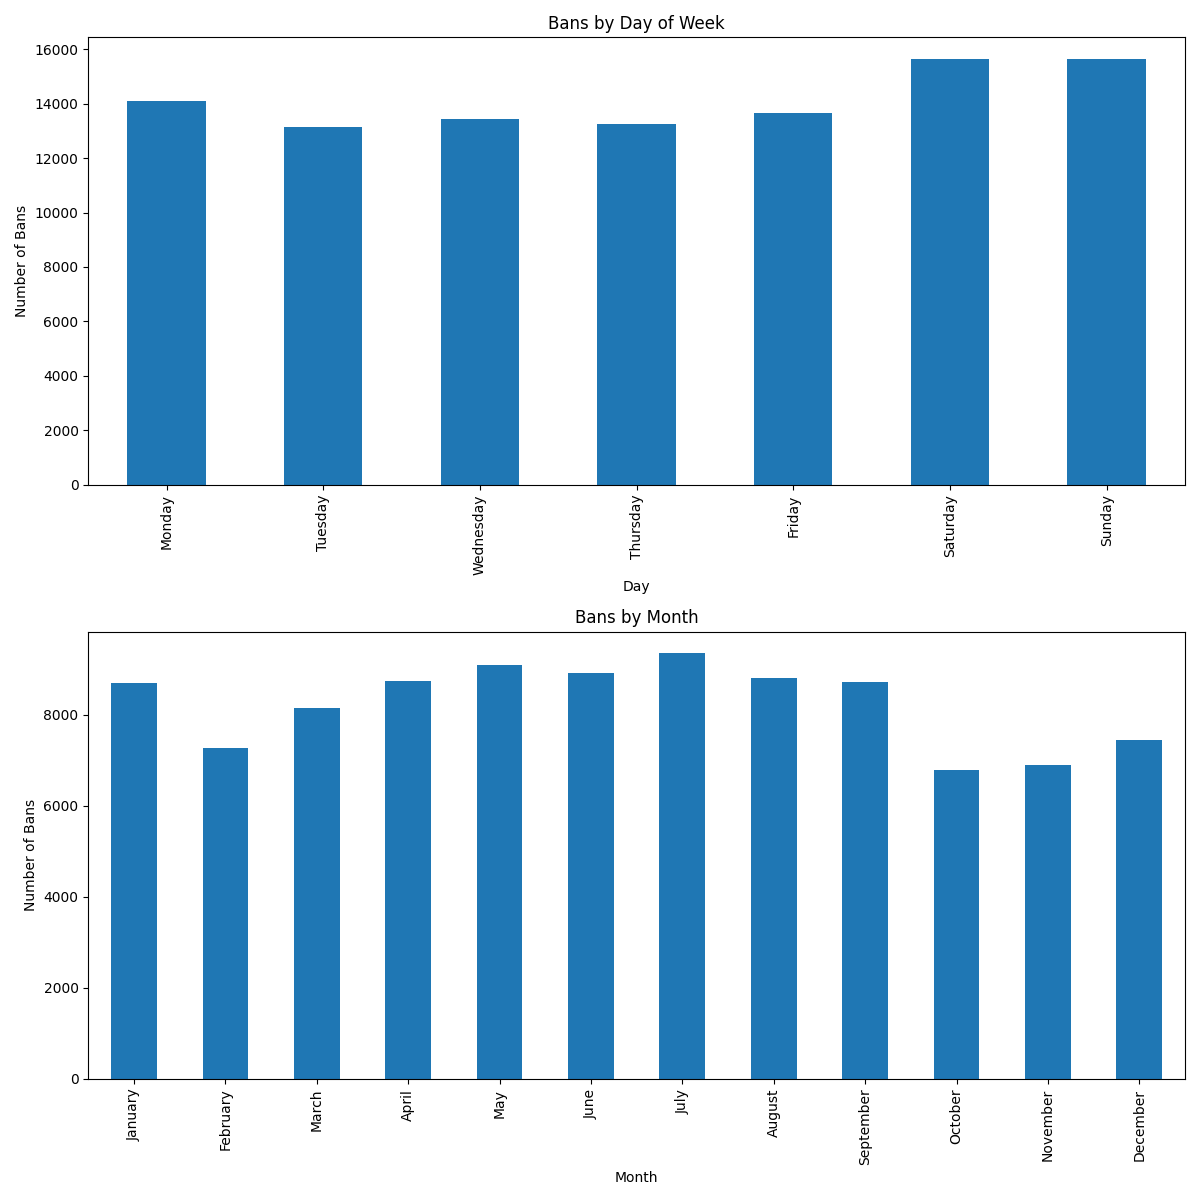 Bans by Day of Week
16000
14000
12000
10000
8000
6000
4000
2000
0
Number of Bans
Monday
Tuesday
Wednesday
Thursday
Friday
Saturday
Sunday
Day
Bans by Month
8000
6000
4000
2000
0
Number of Bans
January
February
March
April
May
June
July
August
September
October
November
December
Month